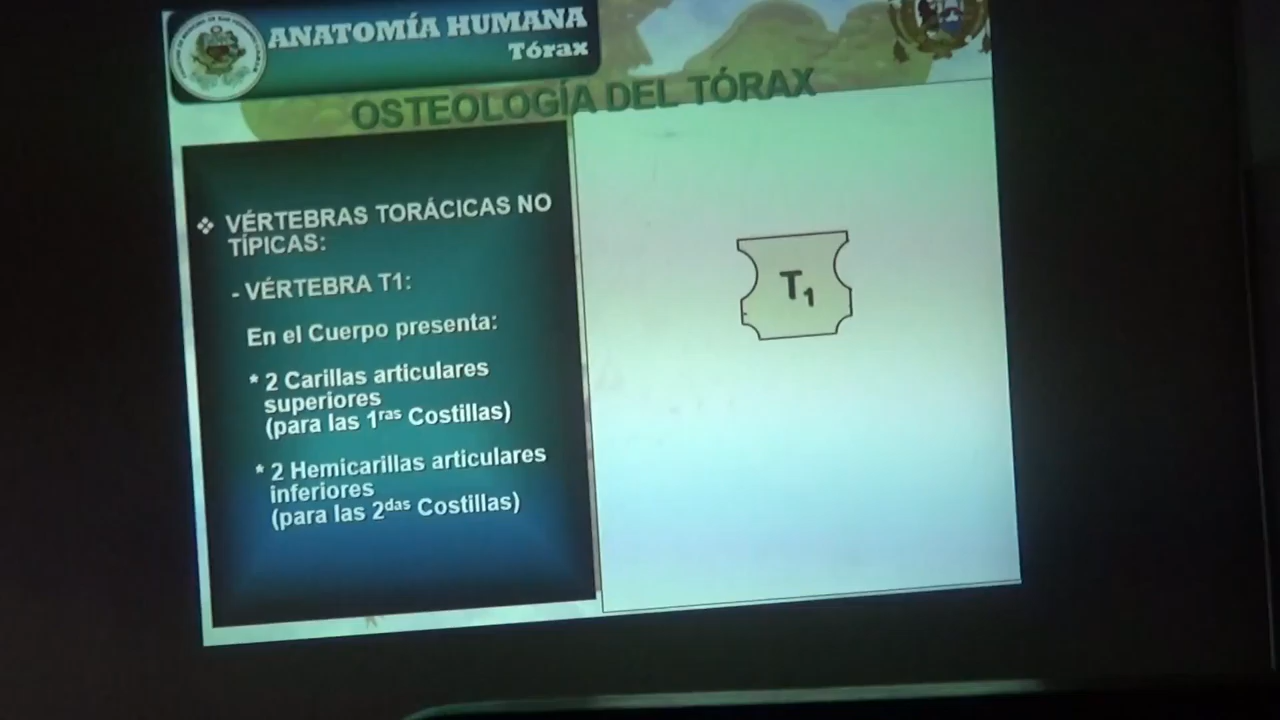 ANATOMÍA HUMANA
Tórax
OSTEOLOGÍA DEL TÓRAX
❖ VÉRTEBRAS TORÁCICAS NO
TÍPICAS:
- VÉRTEBRA T1:
En el Cuerpo presenta:
* 2 Carillas articulares
superiores
(para las 1ras Costillas)
* 2 Hemicarillas articulares
inferiores
(para las 2das Costillas)
T1